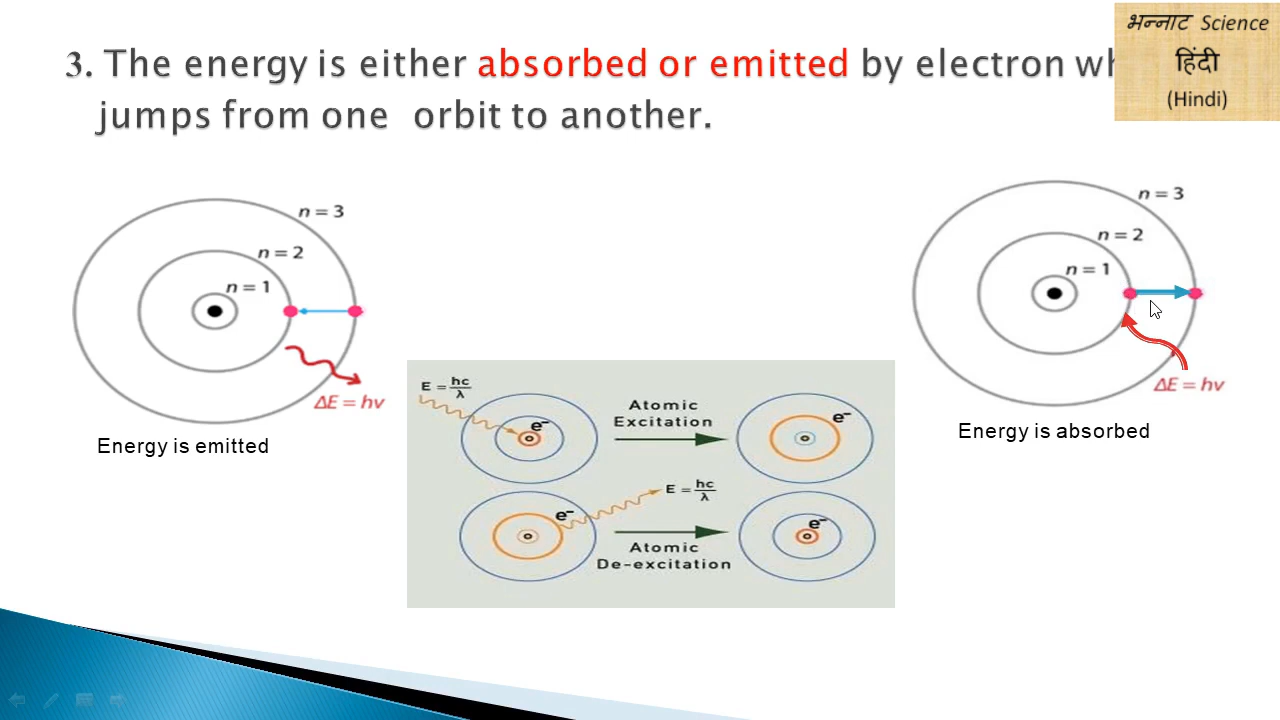 3. The energy is either absorbed or emitted by electron
jumps from one orbit to another.
भन्नाट Science
हिंदी
(Hindi)
n = 3
n = 2
n = 1
ΔE = hν
Energy is emitted
n = 3
n = 2
n = 1
ΔE = hν
Energy is absorbed
E = hc/λ
e⁻
Atomic
Excitation
e⁻
e⁻
E = hc/λ
Atomic
De-excitation
e⁻